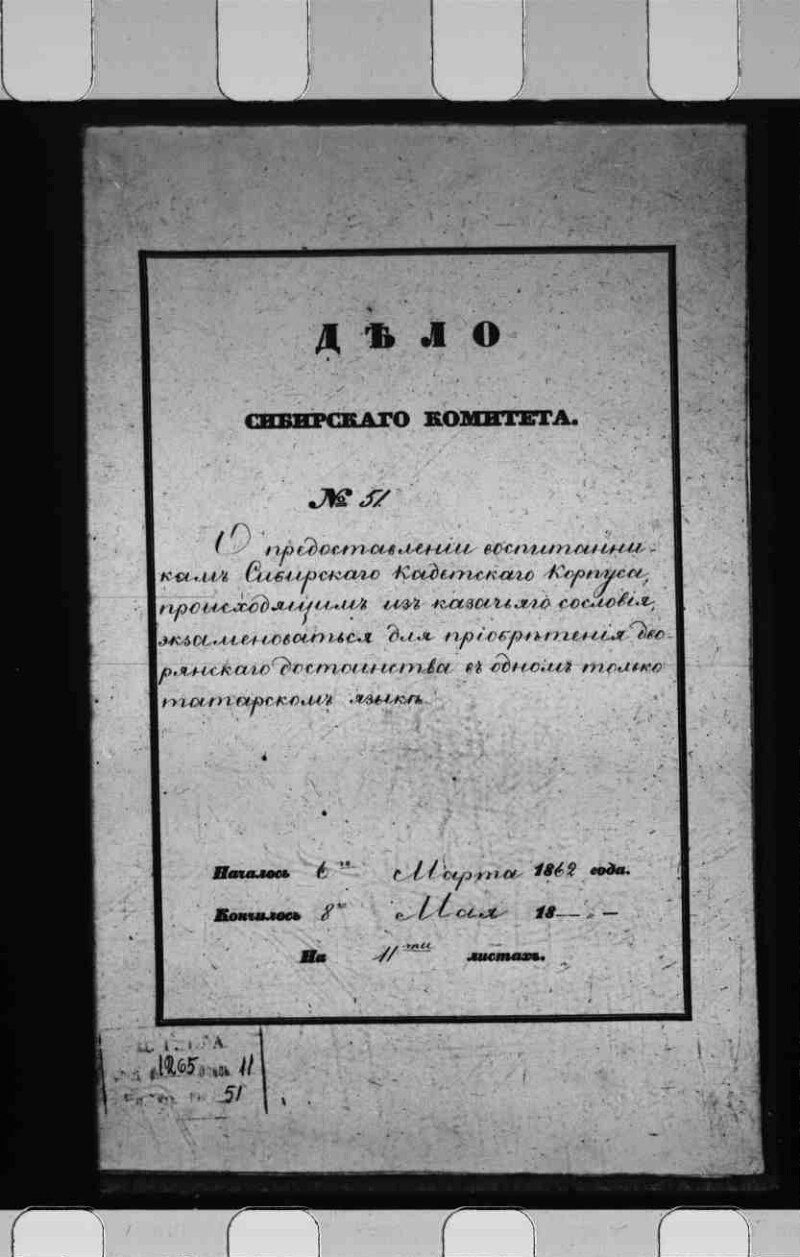 ДѢЛО
СИБИРСКАГО КОМИТЕТА.
№ 51
О предоставленіи воспитанни-
камъ Сибирскаго Кадетскаго Корпуса,
происходящимъ изъ казачьяго сословія,
экзаменоваться для пріобрѣтенія дво-
рянскаго достоинства въ одномъ только
татарскомъ языкѣ
Началось 6го Марта 1862 года.
Кончилось 8го Мая 18— „ —
На 11ти листахъ.
1265 11
51